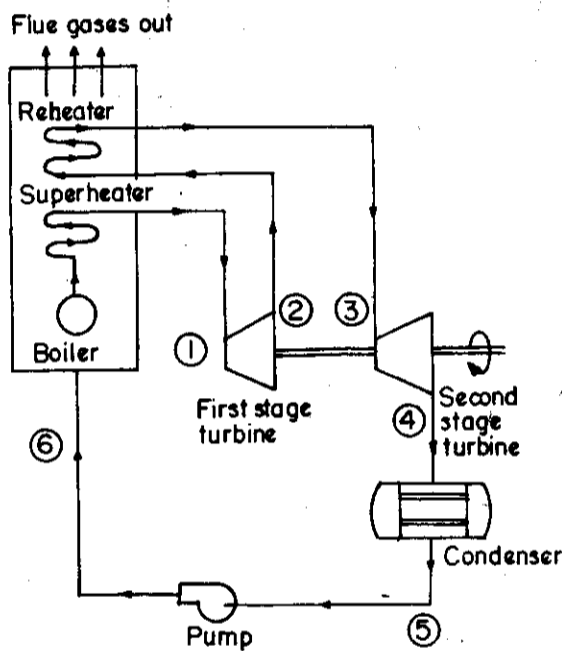 Flue gases out
Reheater
Superheater
②
③
①
Boiler
First stage
turbine
④
Second
stage
turbine
⑥
Condenser
Pump
⑤